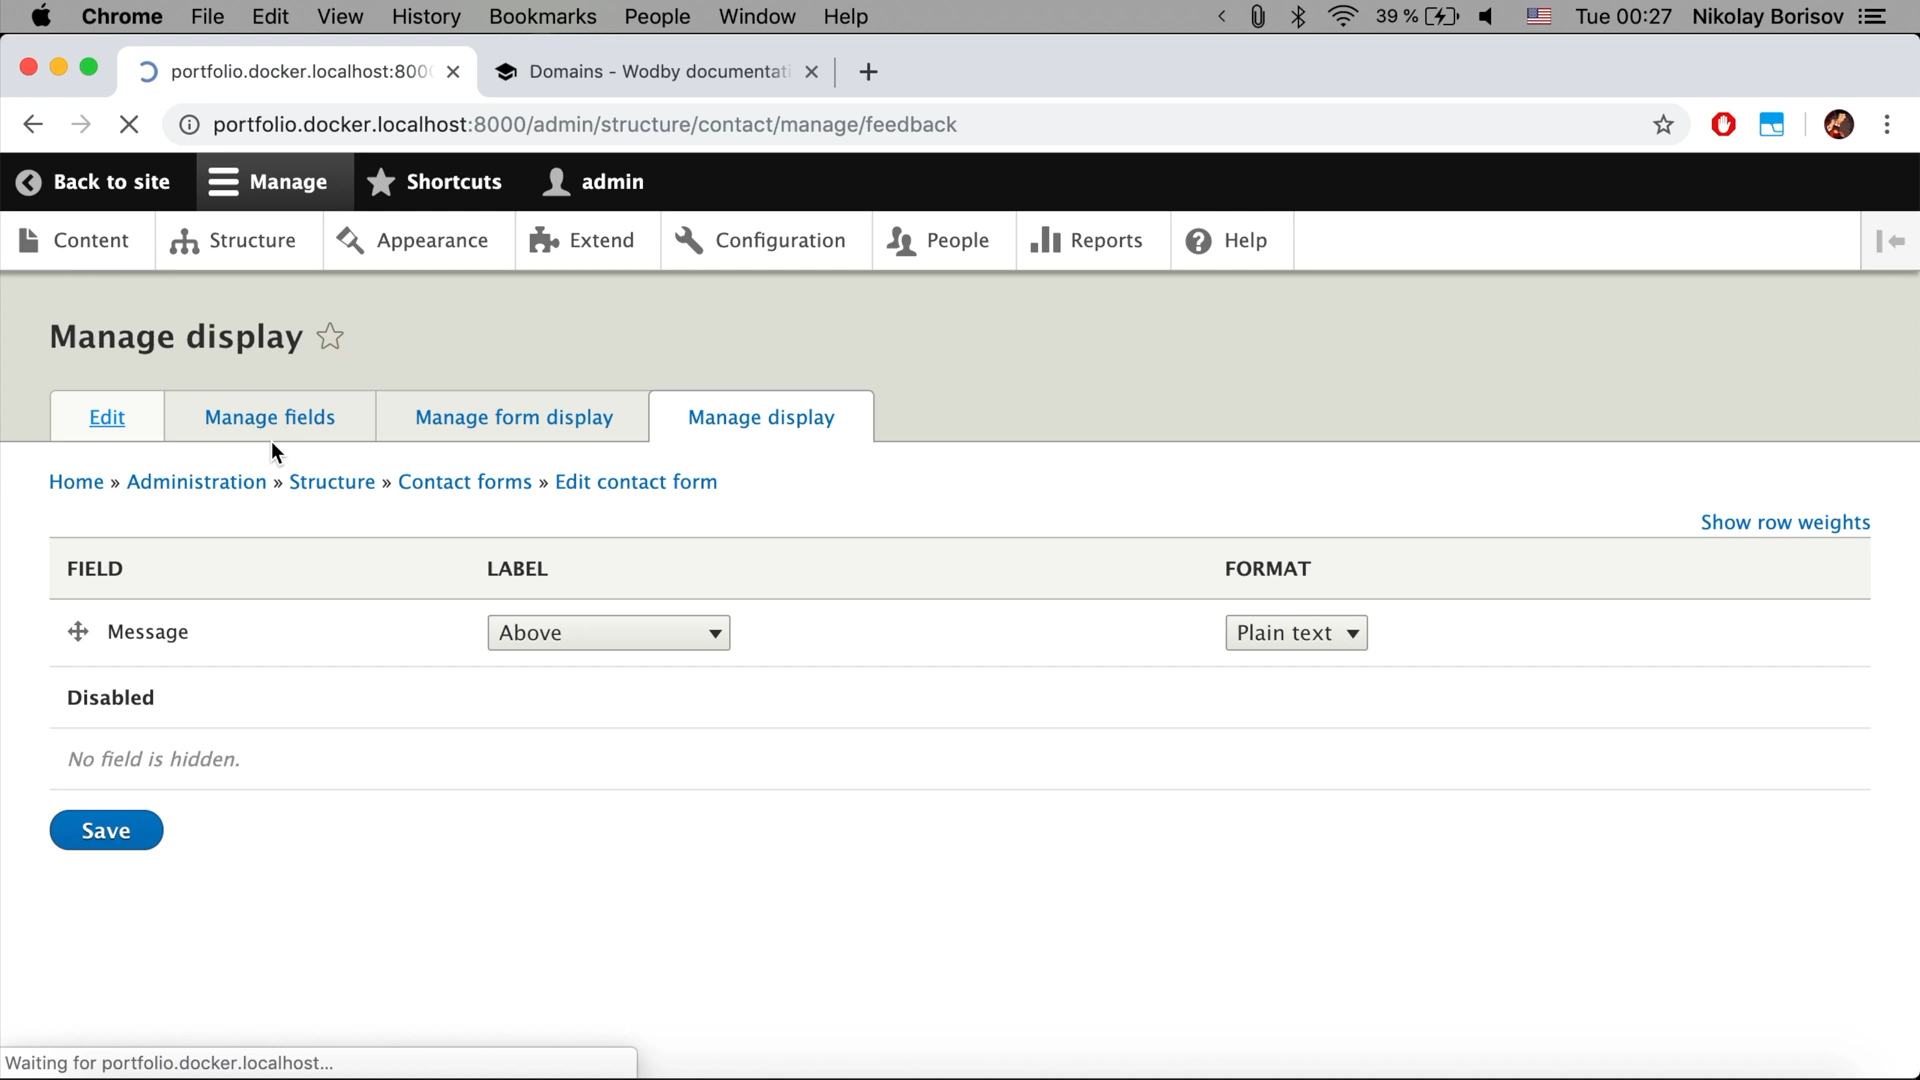 Chrome File Edit View History Bookmarks People Window Help 39 % Tue 00:27 Nikolay Borisov
portfolio.docker.localhost:800 Domains - Wodby documentati
portfolio.docker.localhost:8000/admin/structure/contact/manage/feedback
Back to site Manage Shortcuts admin
Content Structure Appearance Extend Configuration People Reports Help
Manage display
Edit Manage fields Manage form display Manage display
Home » Administration » Structure » Contact forms » Edit contact form
Show row weights
FIELD LABEL FORMAT
Message Above Plain text
Disabled
No field is hidden.
Save
Waiting for portfolio.docker.localhost...